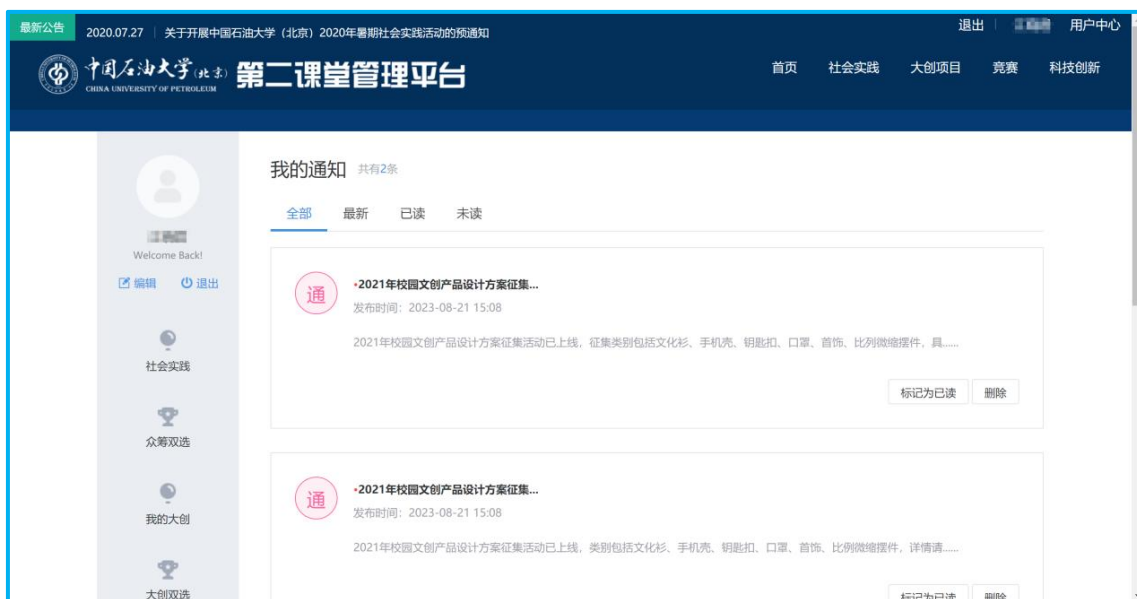 最新公告 2020.07.27 关于开展中国石油大学（北京）2020年暑期社会实践活动的预通知 退出 用户中心
中国石油大学(北京) 第二课堂管理平台
CHINA UNIVERSITY OF PETROLEUM
首页 社会实践 大创项目 竞赛 科技创新
我的通知 共有2条
全部 最新 已读 未读
Welcome Back!
编辑 退出
社会实践
众筹双选
我的大创
大创双选
通 •2021年校园文创产品设计方案征集...
发布时间：2023-08-21 15:08
2021年校园文创产品设计方案征集活动已上线，征集类别包括文化衫、手机壳、钥匙扣、口罩、首饰、比列微缩摆件，具......
标记为已读 删除
通 •2021年校园文创产品设计方案征集...
发布时间：2023-08-21 15:08
2021年校园文创产品设计方案征集活动已上线，类别包括文化衫、手机壳、钥匙扣、口罩、首饰、比例微缩摆件，详情请......
标记为已读 删除